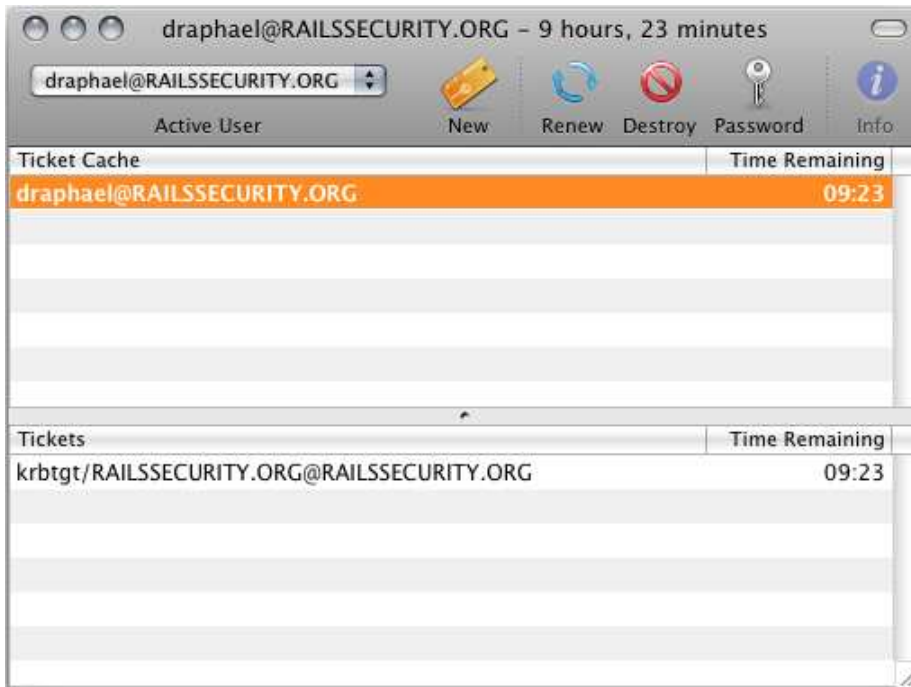 draphael@RAILSSECURITY.ORG – 9 hours, 23 minutes
draphael@RAILSSECURITY.ORG
Active User New Renew Destroy Password Info
Ticket Cache Time Remaining
draphael@RAILSSECURITY.ORG 09:23
Tickets Time Remaining
krbtgt/RAILSSECURITY.ORG@RAILSSECURITY.ORG 09:23